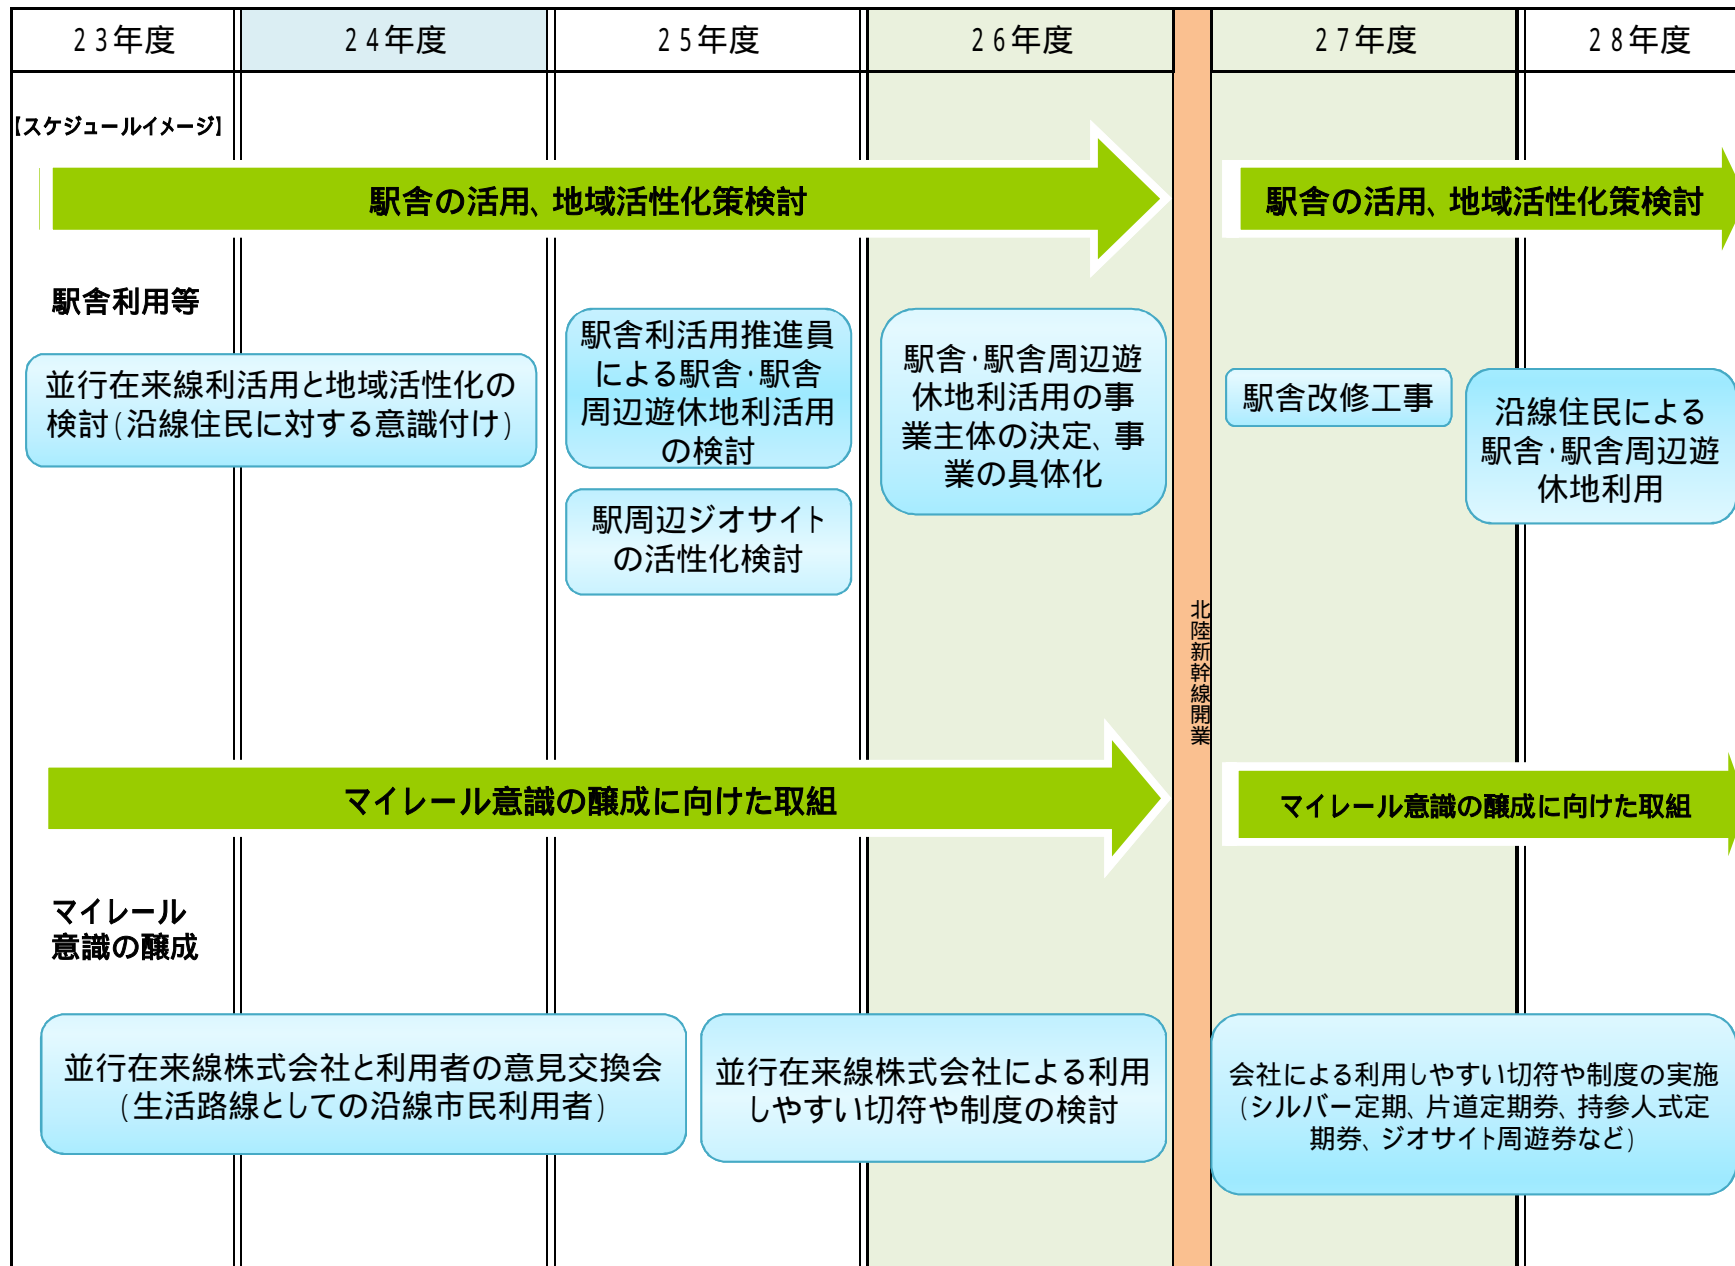 23年度
24年度
25年度
26年度
27年度
28年度
【スケジュールイメージ】
駅舎の活用、地域活性化策検討
駅舎の活用、地域活性化策検討
駅舎利用等
並行在来線利活用と地域活性化の
検討(沿線住民に対する意識付け)
駅舎利活用推進員
による駅舎・駅舎
周辺遊休地利活用
の検討
駅周辺ジオサイト
の活性化検討
駅舎・駅舎周辺遊
休地利活用の事
業主体の決定、事
業の具体化
駅舎改修工事
沿線住民による
駅舎・駅舎周辺遊
休地利用
北陸新幹線開業
マイレール意識の醸成に向けた取組
マイレール意識の醸成に向けた取組
マイレール
意識の醸成
並行在来線株式会社と利用者の意見交換会
(生活路線としての沿線市民利用者)
並行在来線株式会社による利用
しやすい切符や制度の検討
会社による利用しやすい切符や制度の実施
(シルバー定期、片道定期券、持参人式定
期券、ジオサイト周遊券など)